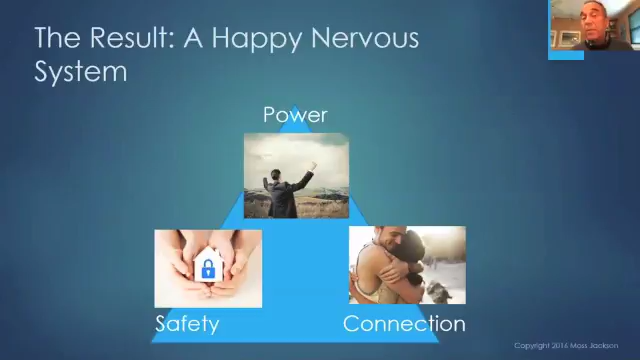 The Result: A Happy Nervous
System
Power
Safety
Connection
Copyright 2016 Moss Jackson